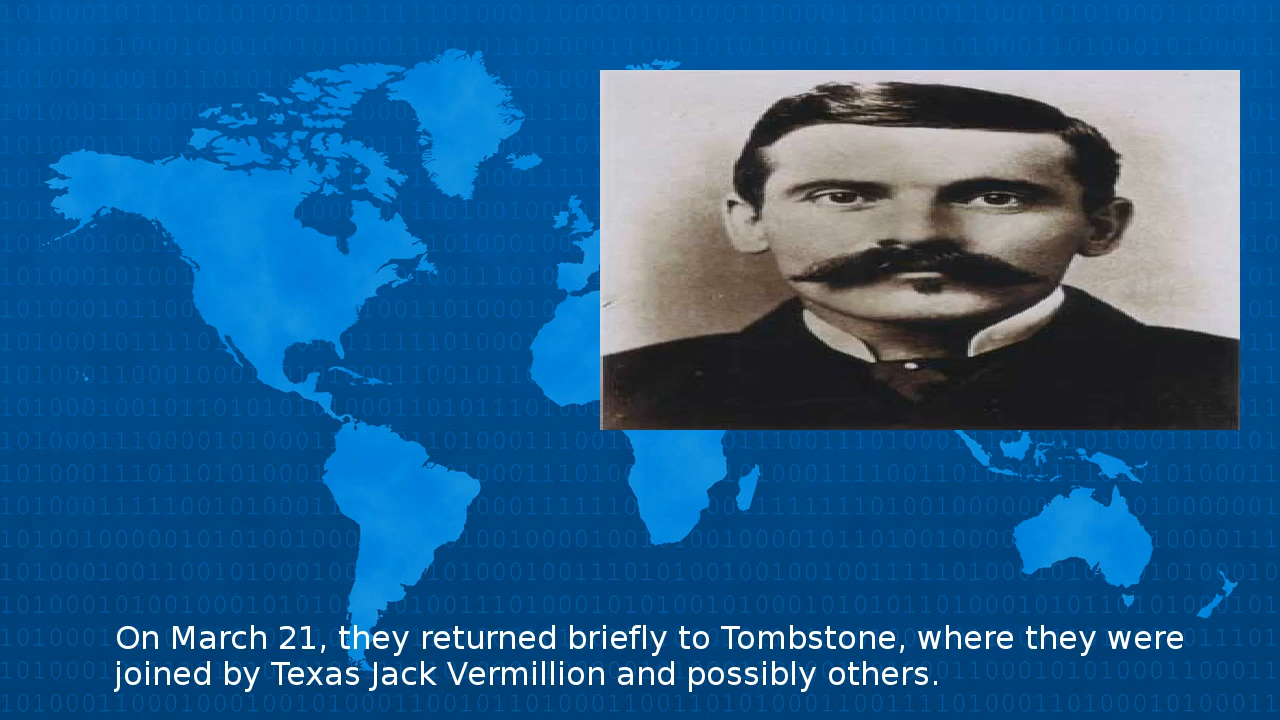 On March 21, they returned briefly to Tombstone, where they were
joined by Texas Jack Vermillion and possibly others.